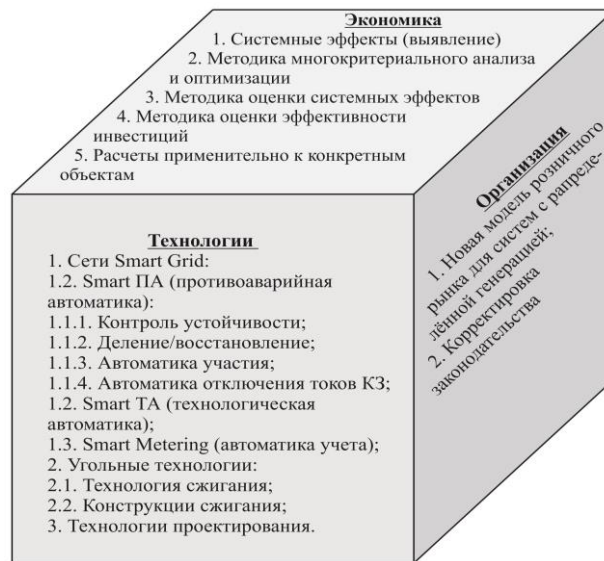 Экономика
1. Системные эффекты (выявление)
2. Методика многокритериального анализа
и оптимизации
3. Методика оценки системных эффектов
4. Методика оценки эффективности
инвестиций
5. Расчеты применительно к конкретным
объектам
Технологии
1. Сети Smart Grid:
1.2. Smart ПА (противоаварийная
автоматика):
1.1.1. Контроль устойчивости;
1.1.2. Деление/восстановление;
1.1.3. Автоматика участия;
1.1.4. Автоматика отключения токов КЗ;
1.2. Smart ТА (технологическая
автоматика);
1.3. Smart Metering (автоматика учета);
2. Угольные технологии:
2.1. Технология сжигания;
2.2. Конструкции сжигания;
3. Технологии проектирования.
Организация
1. Новая модель розничного
рынка для систем с рапреде-
лённой генерацией;
2. Корректировка
законодательства